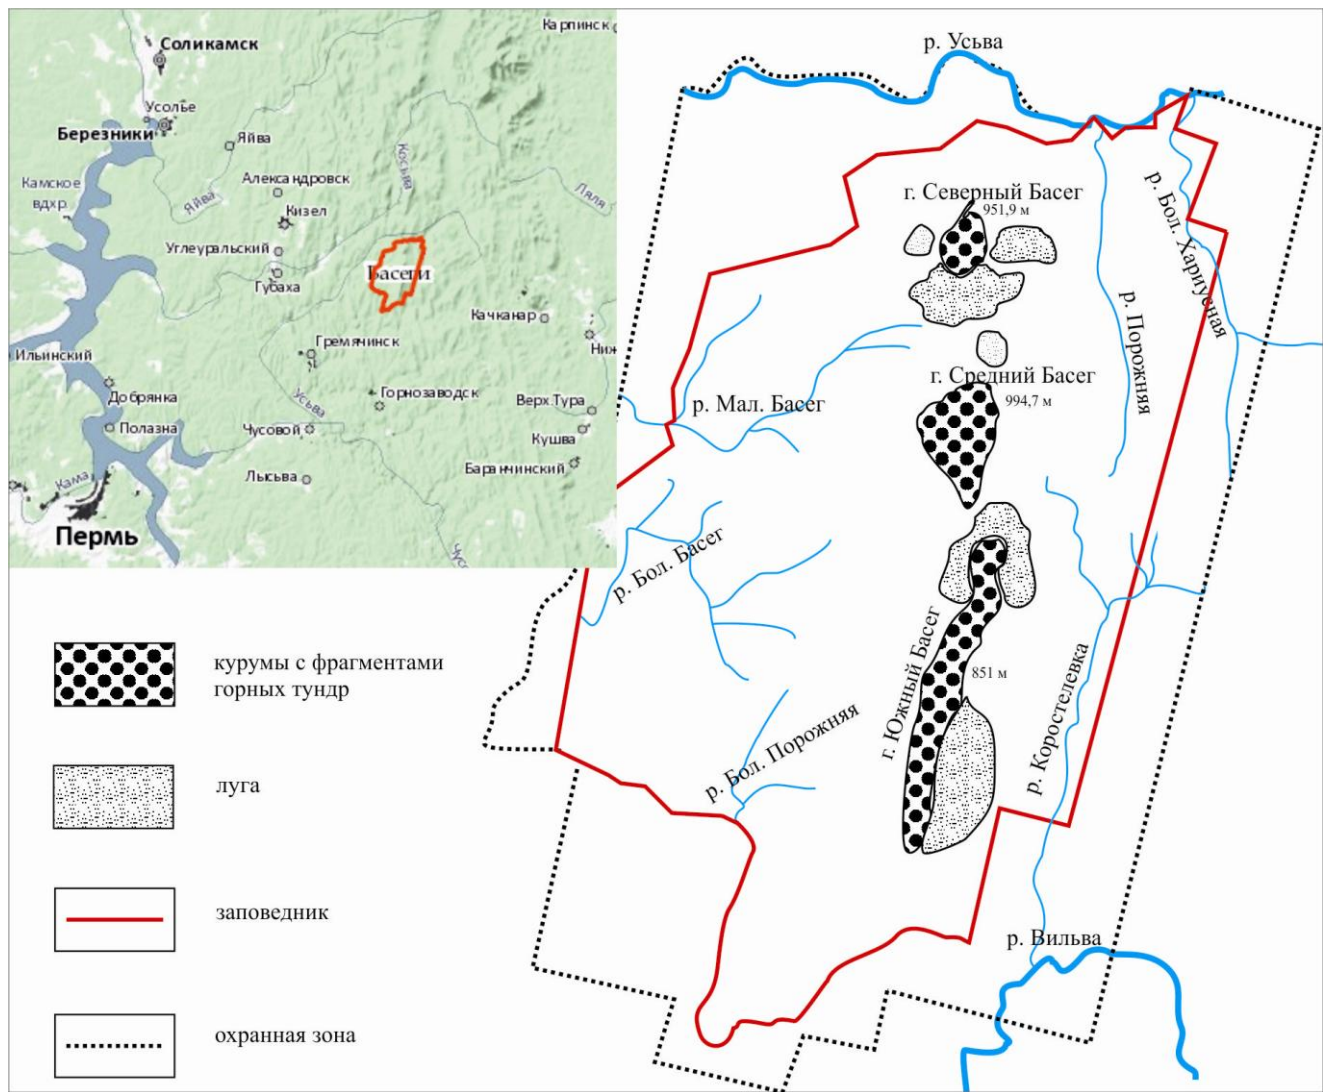 Карпинск
Соликамск
Усолье
Березники
Яйва
Камское
вдхр.
Александровск
Косьва
Ляля
Яйва
Кизел
Углеуральский
Губаха
Басеги
Качканар
Ильинский
Гремячинск
Ниж
Добрянка
Усьва
Горнозаводск
Верх.Тура
Полазна
Чусовой
Кушва
Баранчинский
Кама
Лысьва
Пермь
Чусо
р. Усьва
г. Северный Басег
951,9 м
р. Бол. Хариусная
р. Порожняя
г. Средний Басег
994,7 м
р. Мал. Басег
р. Бол. Басег
г. Южный Басег
851 м
р. Коростелевка
р. Бол. Порожняя
р. Вильва
курумы с фрагментами
горных тундр
луга
заповедник
охранная зона